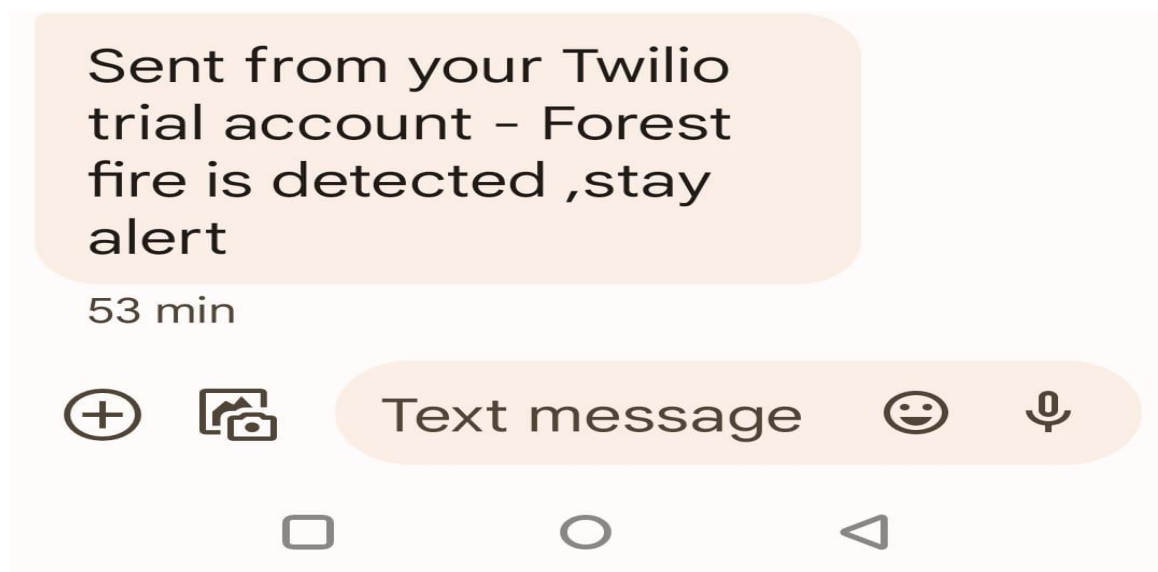 Sent from your Twilio
trial account - Forest
fire is detected ,stay
alert
53 min
Text message